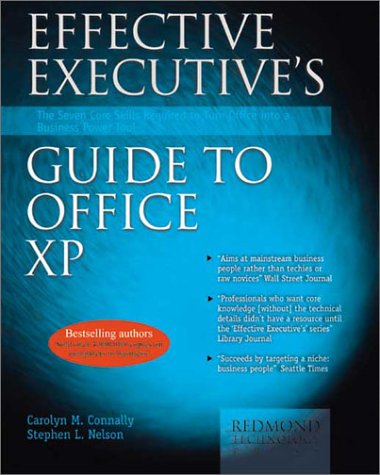 EFFECTIVE
EXECUTIVE'S
The Seven Core Skills Required to Turn Office into a
Business Power Tool
GUIDE TO
OFFICE
XP
"Aims at mainstream business
people rather than techies or
raw novices" Wall Street Journal
"Professionals who want core
knowledge [without] the technical
details didn't have a resource until
the 'Effective Executive's' series"
Library Journal
"Succeeds by targeting a niche:
business people" Seattle Times
Bestselling authors
Carolyn M. Connally
Stephen L. Nelson
REDMOND
TECHNOLOGY